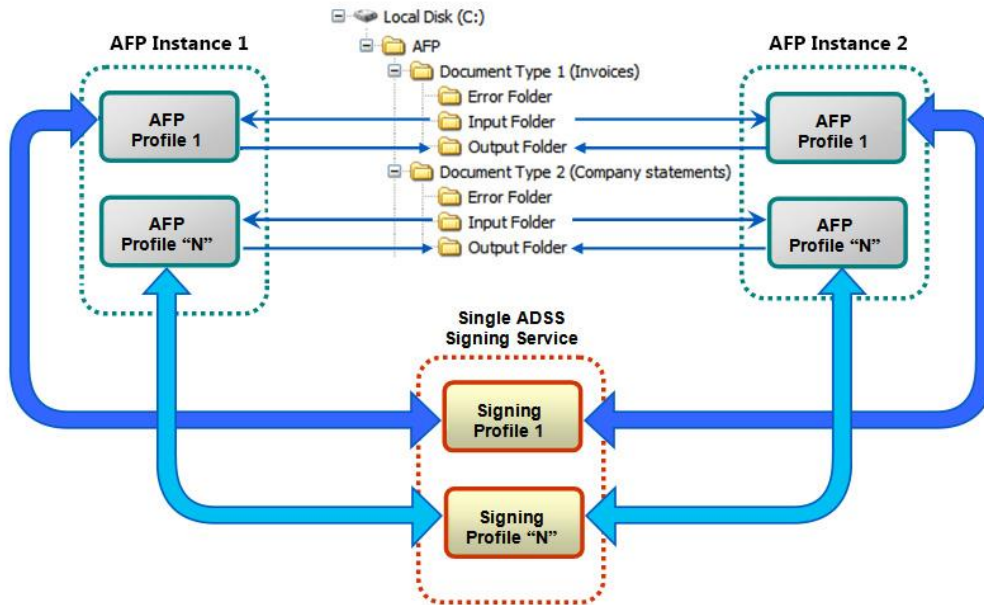 AFP Instance 1
AFP
Profile 1
AFP
Profile “N”
Local Disk (C:)
AFP
Document Type 1 (Invoices)
Error Folder
Input Folder
Output Folder
Document Type 2 (Company statements)
Error Folder
Input Folder
Output Folder
AFP Instance 2
AFP
Profile 1
AFP
Profile “N”
Single ADSS
Signing Service
Signing
Profile 1
Signing
Profile “N”